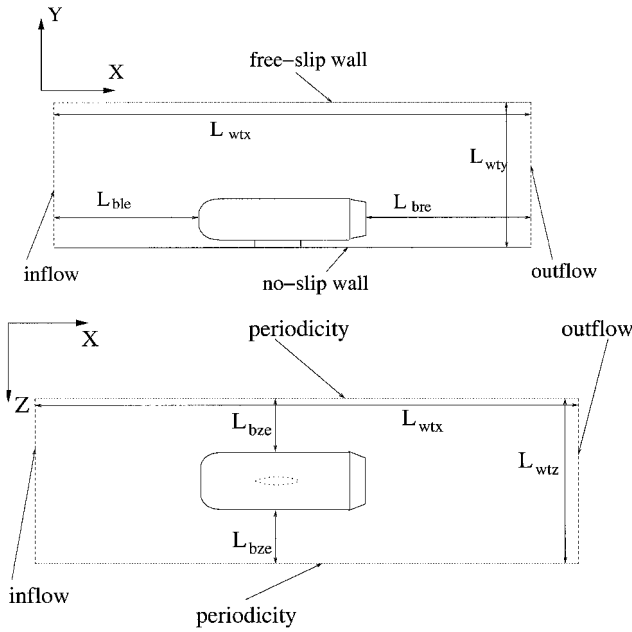 Y
X
free−slip wall
L wtx
L wty
L ble
L bre
inflow
no−slip wall
outflow
X
periodicity
outflow
Z
L bze
L wtx
L wtz
L bze
inflow
periodicity